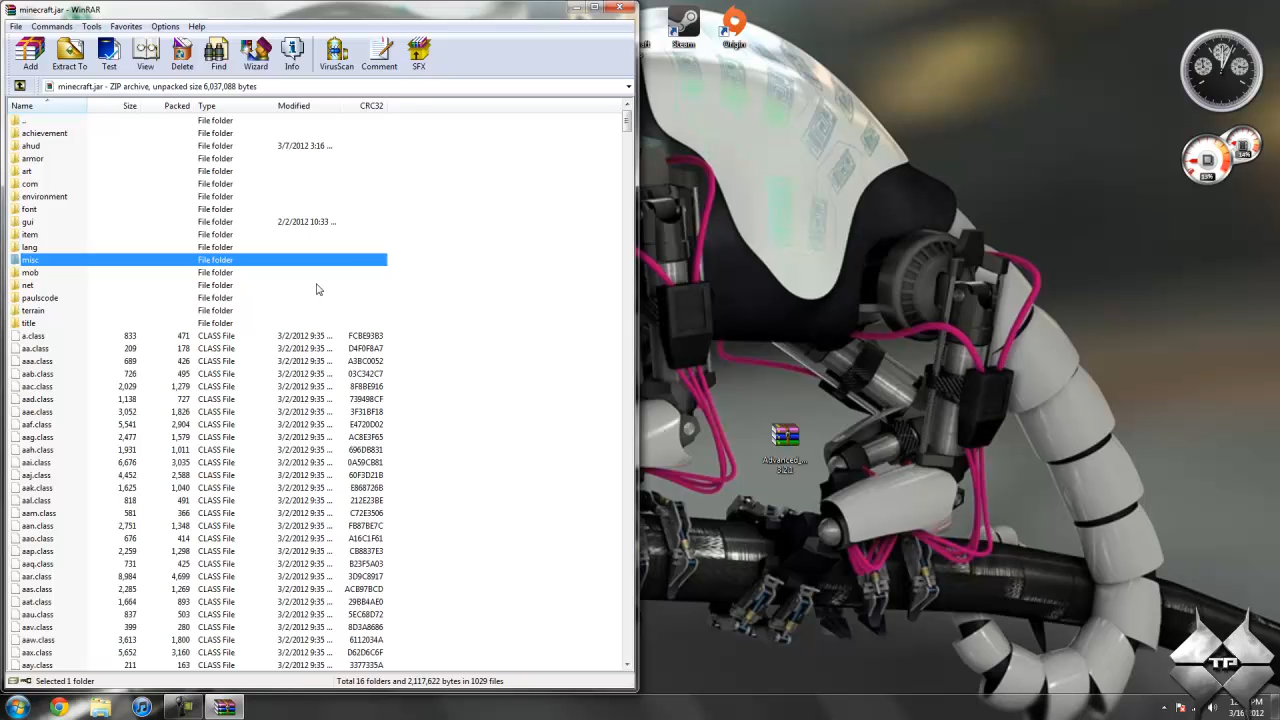 minecraft.jar - WinRAR
File Commands Tools Favorites Options Help
Add Extract To Test View Delete Find Wizard Info VirusScan Comment SFX
minecraft.jar - ZIP archive, unpacked size 6,037,088 bytes
Name Size Packed Type Modified CRC32
.. File folder
achievement File folder
ahud File folder 3/7/2012 3:16 ...
armor File folder
art File folder
com File folder
environment File folder
font File folder
gui File folder 2/2/2012 10:33 ...
item File folder
lang File folder
misc File folder
mob File folder
net File folder
paulscode File folder
terrain File folder
title File folder
a.class 833 471 CLASS File 3/2/2012 9:35 ... FCBE93B3
aa.class 209 178 CLASS File 3/2/2012 9:35 ... D4F0F8A7
aaa.class 689 426 CLASS File 3/2/2012 9:35 ... A3BC0052
aab.class 726 495 CLASS File 3/2/2012 9:35 ... 03C342C7
aac.class 2,029 1,279 CLASS File 3/2/2012 9:35 ... 8F8BE916
aad.class 1,138 727 CLASS File 3/2/2012 9:35 ... 739498CF
aae.class 3,052 1,826 CLASS File 3/2/2012 9:35 ... 3F31BF18
aaf.class 5,541 2,904 CLASS File 3/2/2012 9:35 ... E4720D02
aag.class 2,477 1,579 CLASS File 3/2/2012 9:35 ... AC8E3F65
aah.class 1,931 1,011 CLASS File 3/2/2012 9:35 ... 696DB831
aai.class 6,676 3,035 CLASS File 3/2/2012 9:35 ... 0A59CB81
aaj.class 4,452 2,588 CLASS File 3/2/2012 9:35 ... 60F3D21B
aak.class 1,625 1,040 CLASS File 3/2/2012 9:35 ... E868726B
aal.class 818 491 CLASS File 3/2/2012 9:35 ... 212E23BE
aam.class 581 366 CLASS File 3/2/2012 9:35 ... C72E3506
aan.class 2,751 1,348 CLASS File 3/2/2012 9:35 ... FB87BE7C
aao.class 676 414 CLASS File 3/2/2012 9:35 ... A16C1F61
aap.class 2,259 1,298 CLASS File 3/2/2012 9:35 ... CB8837E3
aaq.class 731 425 CLASS File 3/2/2012 9:35 ... B23F5A03
aar.class 8,984 4,699 CLASS File 3/2/2012 9:35 ... 3D9C8917
aas.class 2,285 1,269 CLASS File 3/2/2012 9:35 ... ACB97BCD
aat.class 1,664 893 CLASS File 3/2/2012 9:35 ... 29BB4AE0
aau.class 837 503 CLASS File 3/2/2012 9:35 ... 5EC68D72
aav.class 399 280 CLASS File 3/2/2012 9:35 ... 8D3A8686
aaw.class 3,613 1,800 CLASS File 3/2/2012 9:35 ... 6112034A
aax.class 5,652 3,160 CLASS File 3/2/2012 9:35 ... D62D6C6F
aay.class 211 163 CLASS File 3/2/2012 9:35 ... 3377335A
Selected 1 folder Total 16 folders and 2,117,622 bytes in 1029 files
Steam Origin
13% 14%
Advanced_...
3.2.1
TP